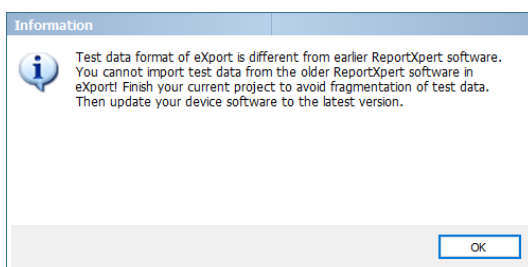 Information
Test data format of eXport is different from earlier ReportXpert software.
You cannot import test data from the older ReportXpert software in
eXport! Finish your current project to avoid fragmentation of test data.
Then update your device software to the latest version.
OK